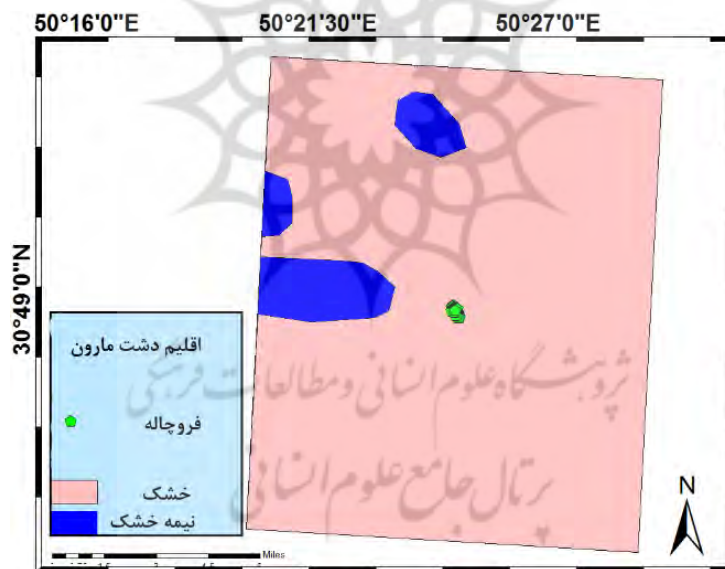 50°16'0"E 50°21'30"E 50°27'0"E
30°49'0"N
اقلیم دشت مارون
فروچاله
خشک
نیمه خشک
Miles
N
پژوهشگاه علوم انسانی و مطالعات فرهنگی
پرتال جامع علوم انسانی